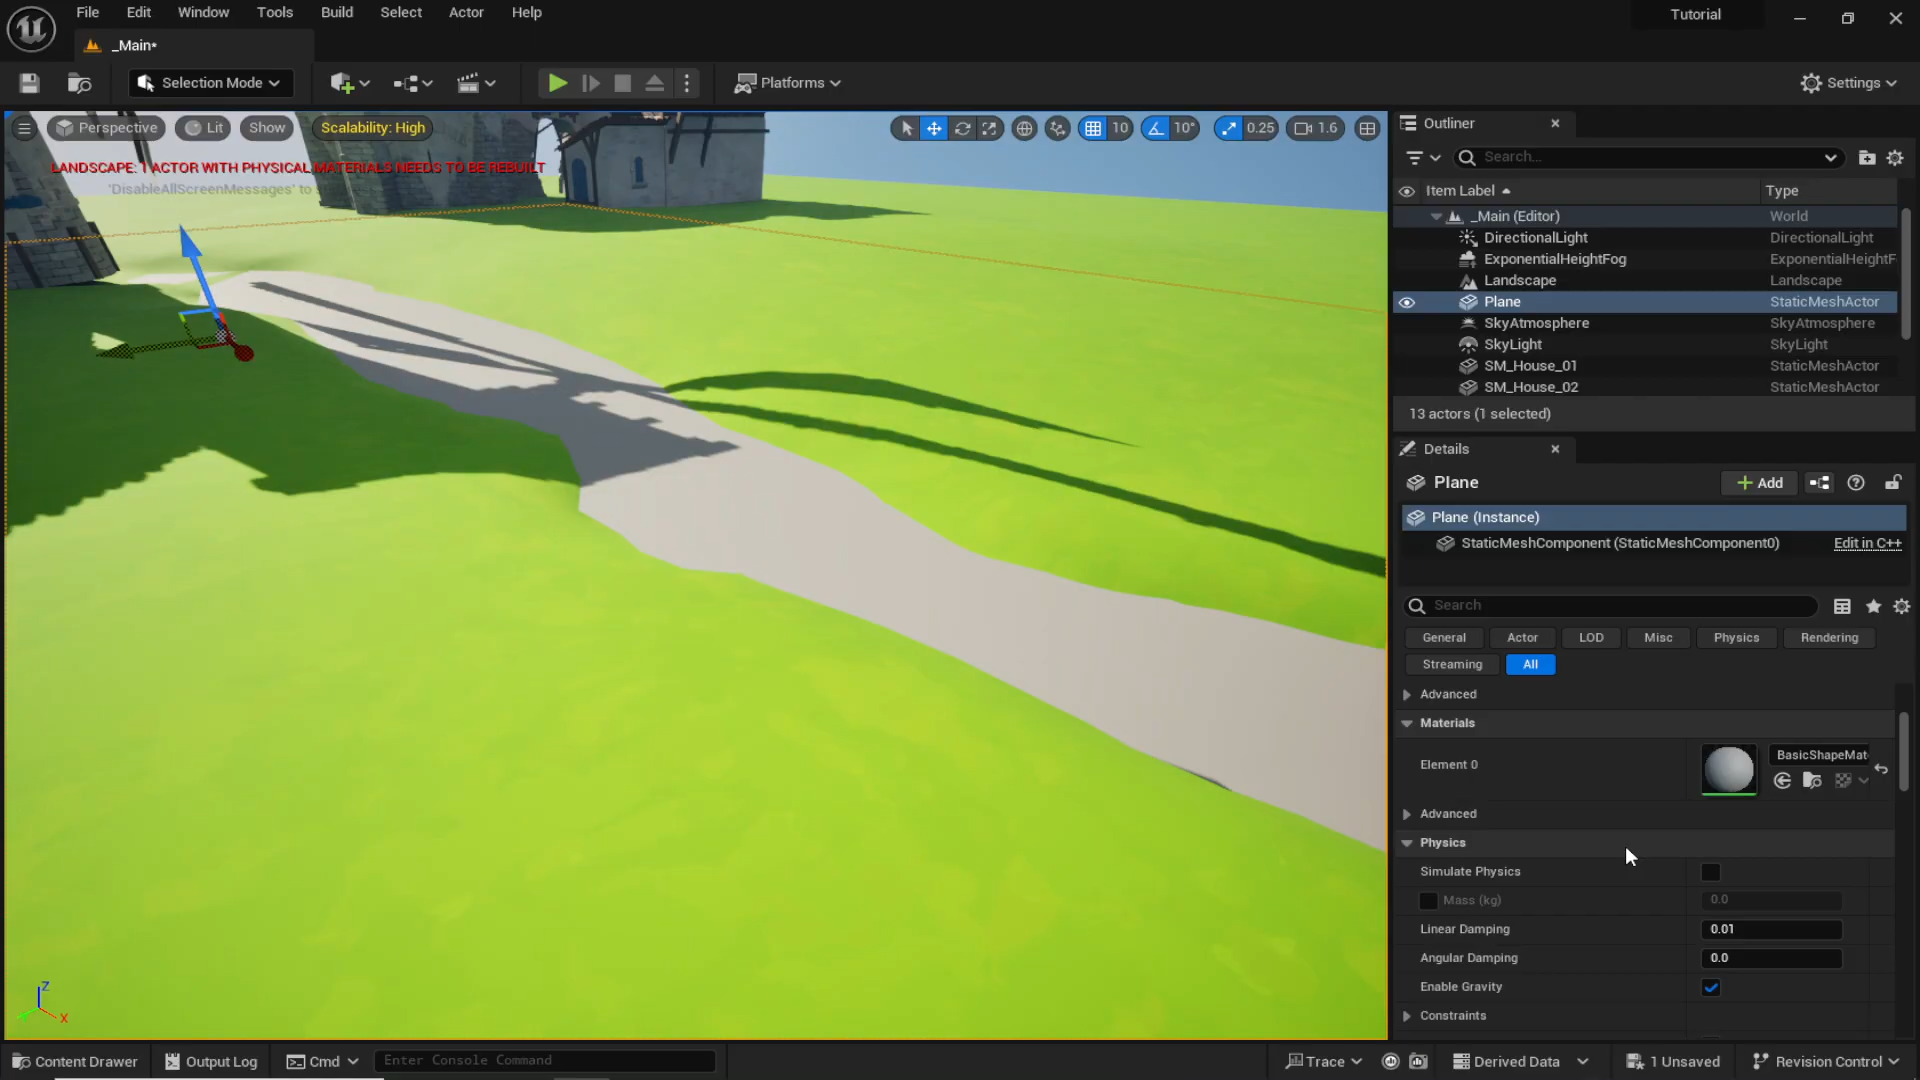 File Edit Window Tools Build Select Actor Help
Tutorial
_Main*
Selection Mode
Platforms
Settings
Perspective
Lit
Show
Scalability: High
10
10°
0.25
1.6
LANDSCAPE: 1 ACTOR WITH PHYSICAL MATERIALS NEEDS TO BE REBUILT
'DisableAllScreenMessages' to s
Z
X
Outliner
Search...
Item Label Type
_Main (Editor) World
DirectionalLight DirectionalLight
ExponentialHeightFog ExponentialHeightF
Landscape Landscape
Plane StaticMeshActor
SkyAtmosphere SkyAtmosphere
SkyLight SkyLight
SM_House_01 StaticMeshActor
SM_House_02 StaticMeshActor
13 actors (1 selected)
Details
Plane
Add
Plane (Instance)
StaticMeshComponent (StaticMeshComponent0) Edit in C++
Search
General Actor LOD Misc Physics Rendering
Streaming All
Advanced
Materials
Element 0
BasicShapeMat
Advanced
Physics
Simulate Physics
Mass (kg) 0.0
Linear Damping 0.01
Angular Damping 0.0
Enable Gravity
Constraints
Content Drawer
Output Log
Cmd
Enter Console Command
Trace
Derived Data
1 Unsaved
Revision Control